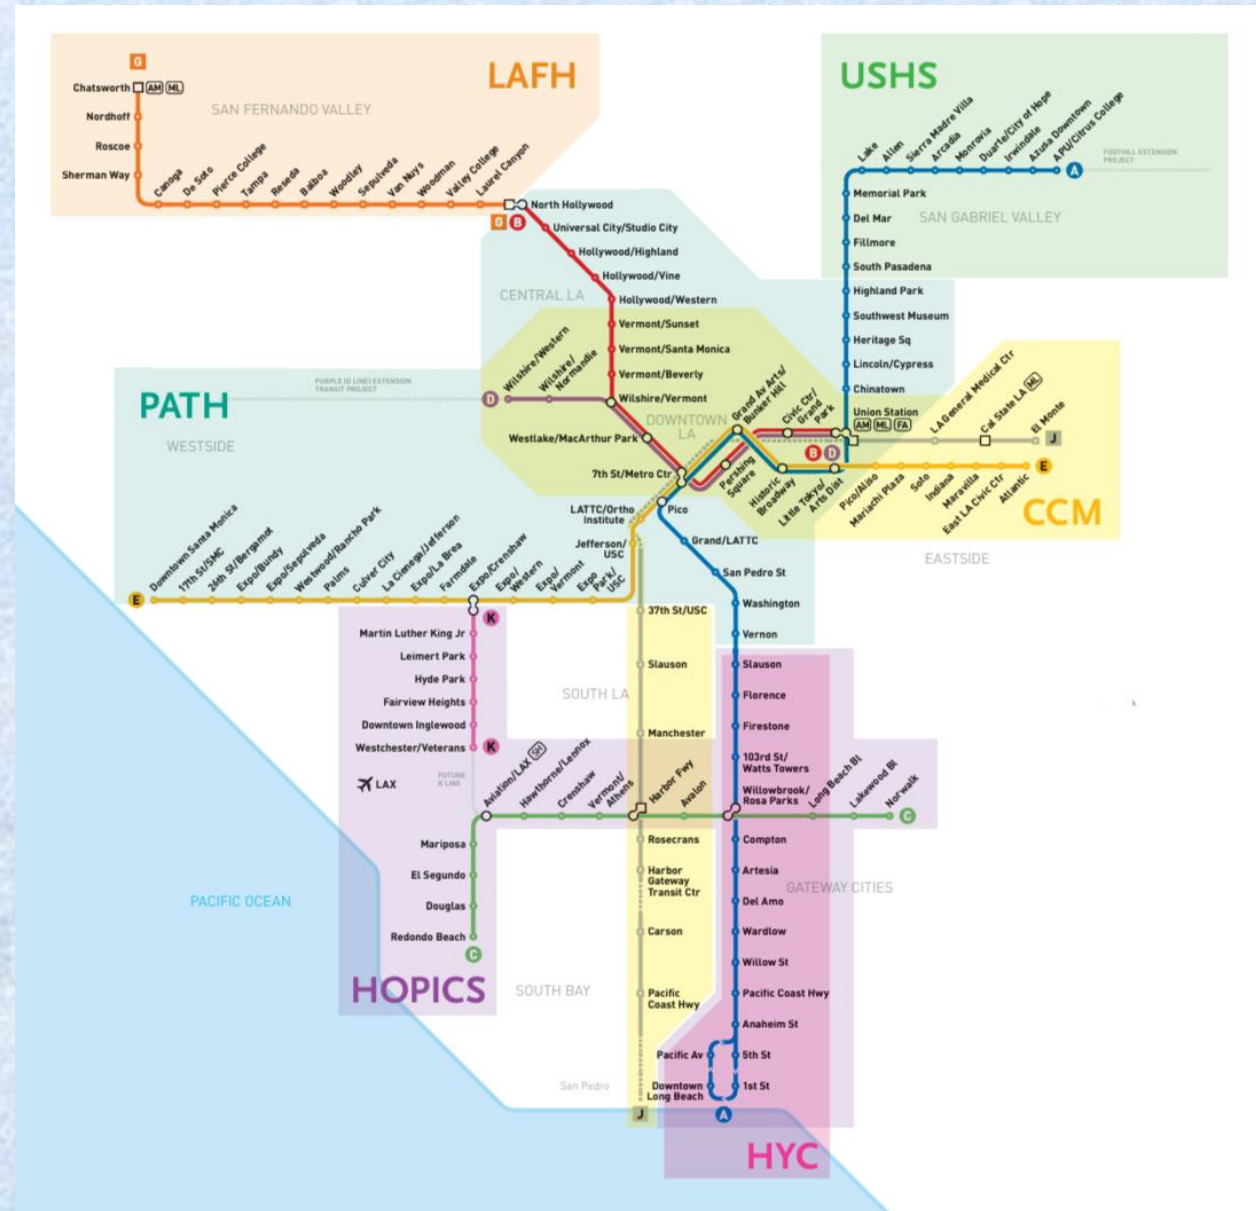 G
LAFH
Chatsworth
AM
ML
SAN FERNANDO VALLEY
Nordhoff
Roscoe
Sherman Way
Canoga
De Soto
Pierce College
Tampa
Reseda
Balboa
Woodley
Sepulveda
Van Nuys
Woodman
Valley College
Laurel Canyon
G
B
North Hollywood
Universal City/Studio City
Hollywood/Highland
Hollywood/Vine
CENTRAL LA
Hollywood/Western
Vermont/Sunset
Vermont/Santa Monica
Vermont/Beverly
Wilshire/Vermont
USHS
Lake
Allen
Sierra Madre Villa
Arcadia
Monrovia
Duarte/City of Hope
Irwindale
Azusa Downtown
APU/Citrus College
A
FOOTHILL EXTENSION
PROJECT
Memorial Park
Del Mar
SAN GABRIEL VALLEY
Fillmore
South Pasadena
Highland Park
Southwest Museum
Heritage Sq
Lincoln/Cypress
Chinatown
Union Station
AM
ML
FA
PATH
WESTSIDE
PURPLE (D LINE) EXTENSION
TRANSIT PROJECT
D
Wilshire/Western
Wilshire/
Normandie
DOWNTOWN
LA
Westlake/MacArthur Park
7th St/Metro Ctr
Grand Av Arts/
Bunker Hill
Civic Ctr/
Grand
Park
Pershing
Square
Historic
Broadway
Little Tokyo/
Arts Dist
B
D
LA General Medical Ctr
Cal State LA
ML
El Monte
J
Pico/Aliso
Mariachi Plaza
Soto
Indiana
Maravilla
East LA Civic Ctr
Atlantic
E
CCM
EASTSIDE
LATTC/Ortho
Institute
Jefferson/
USC
Pico
Grand/LATTC
San Pedro St
Washington
Vernon
E
Downtown Santa Monica
17th St/SMC
26th St/Bergamot
Expo/Bundy
Expo/Sepulveda
Westwood/Rancho Park
Palms
Culver City
La Cienega/Jefferson
Expo/La Brea
Farmdale
Expo/Crenshaw
Expo/
Western
Expo/
Vermont
Expo
Park/
USC
K
Martin Luther King Jr
Leimert Park
Hyde Park
Fairview Heights
Downtown Inglewood
Westchester/Veterans
K
LAX
FUTURE
K LINE
SOUTH LA
37th St/USC
Slauson
Manchester
Slauson
Florence
Firestone
103rd St/
Watts Towers
Willowbrook/
Rosa Parks
Aviation/LAX
SH
Hawthorne/Lennox
Crenshaw
Vermont/
Athens
Harbor Fwy
Avalon
Long Beach Bl
Lakewood Bl
Norwalk
C
Mariposa
El Segundo
Douglas
Redondo Beach
C
HOPICS
PACIFIC OCEAN
SOUTH BAY
Rosecrans
Harbor
Gateway
Transit Ctr
Carson
Pacific
Coast Hwy
San Pedro
J
Compton
Artesia
GATEWAY CITIES
Del Amo
Wardlow
Willow St
Pacific Coast Hwy
Anaheim St
Pacific Av
5th St
Downtown
Long Beach
1st St
A
HYC